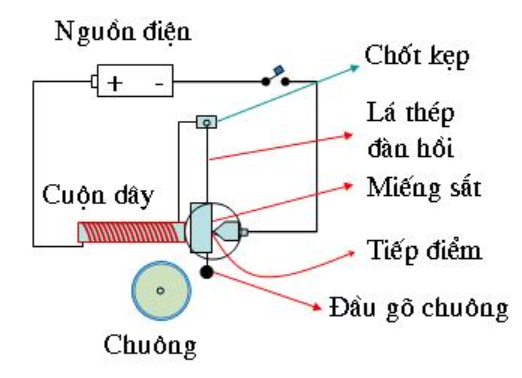 Nguồn điện
+ -
Chốt kẹp
Lá thép
đàn hồi
Cuộn dây
Miếng sắt
Tiếp điểm
Đầu gõ chuông
Chuông